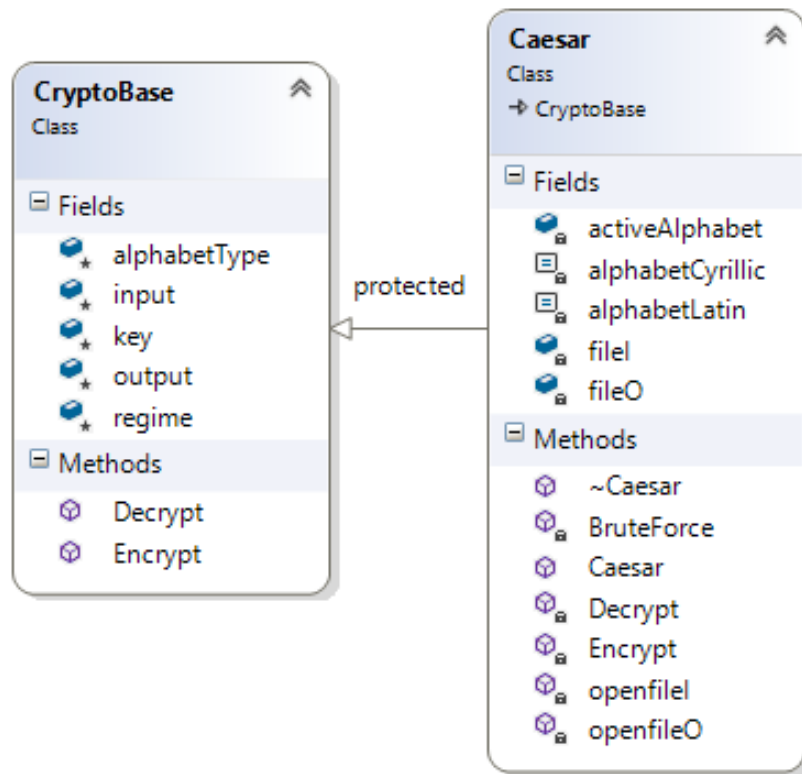 CryptoBase
Class
Fields
alphabetType
input
key
output
regime
Methods
Decrypt
Encrypt
protected
Caesar
Class
CryptoBase
Fields
activeAlphabet
alphabetCyrillic
alphabetLatin
fileI
fileO
Methods
~Caesar
BruteForce
Caesar
Decrypt
Encrypt
openfileI
openfileO